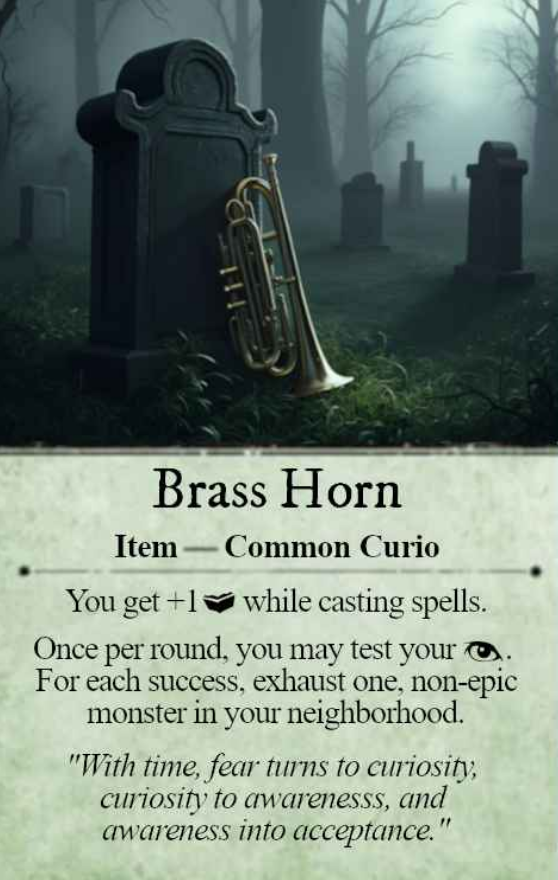 Brass Horn
Item — Common Curio
You get +1 while casting spells.
Once per round, you may test your .
For each success, exhaust one, non-epic
monster in your neighborhood.
"With time, fear turns to curiosity,
curiosity to awarenesss, and
awareness into acceptance."